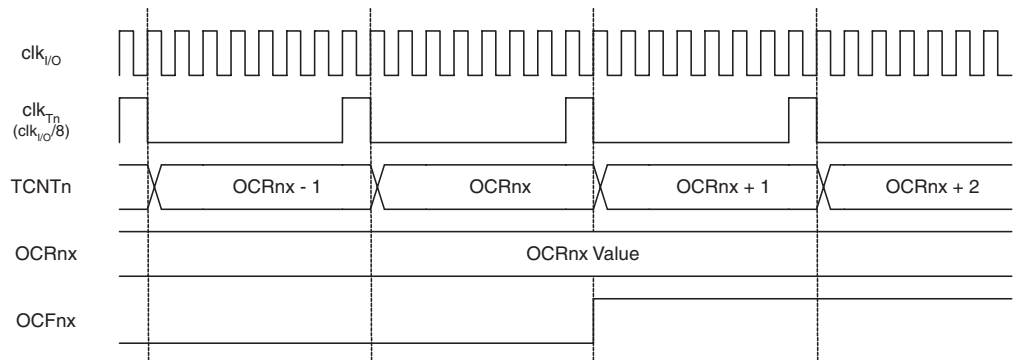 clkI/O
clkTn
(clkI/O/8)
TCNTn
OCRnx - 1
OCRnx
OCRnx + 1
OCRnx + 2
OCRnx
OCRnx Value
OCFnx